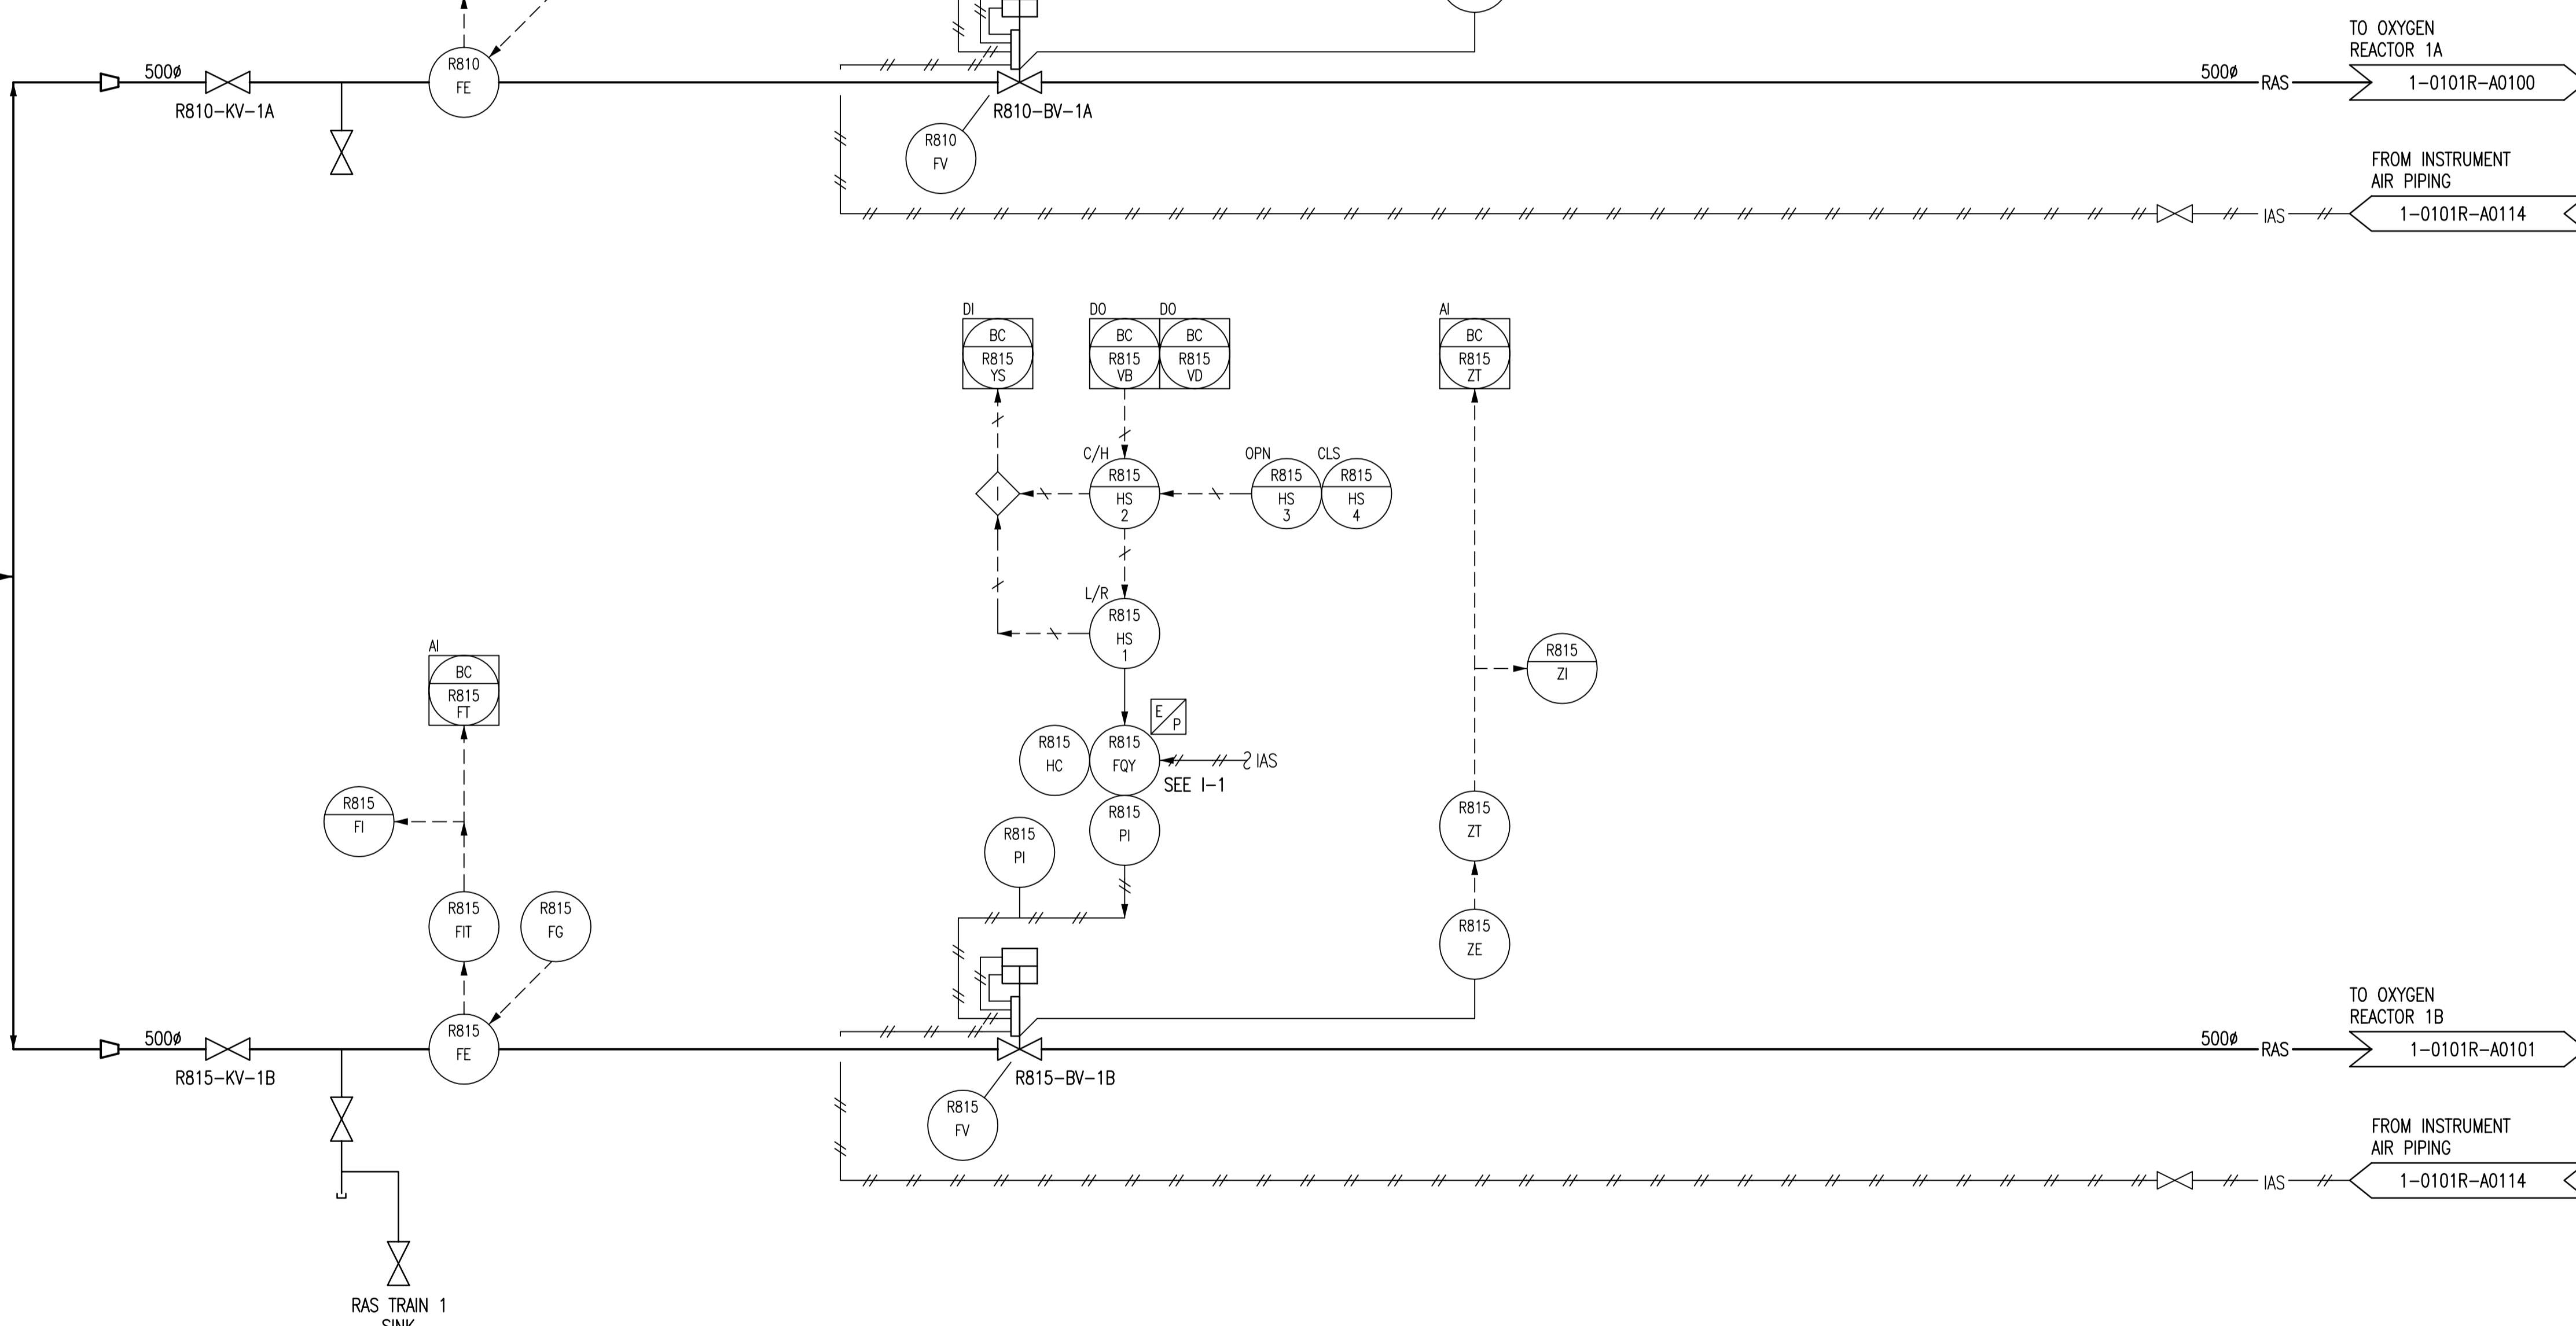 TO OXYGEN
REACTOR 1A
500ø
R810
FE
500ø
RAS
1-0101R-A0100
R810-KV-1A
R810-BV-1A
R810
FV
FROM INSTRUMENT
AIR PIPING
IAS
1-0101R-A0114
DI
BC
R815
YS
DO
BC
R815
VB
DO
BC
R815
VD
AI
BC
R815
ZT
C/H
R815
HS
2
OPN
R815
HS
3
CLS
R815
HS
4
I
L/R
R815
HS
1
R815
ZI
AI
BC
R815
FT
E
P
R815
HC
R815
FQY
IAS
SEE I-1
R815
FI
R815
PI
R815
PI
R815
ZT
R815
FIT
R815
FG
R815
ZE
TO OXYGEN
REACTOR 1B
500ø
R815
FE
500ø
RAS
1-0101R-A0101
R815-KV-1B
R815-BV-1B
R815
FV
FROM INSTRUMENT
AIR PIPING
IAS
1-0101R-A0114
RAS TRAIN 1
SINK